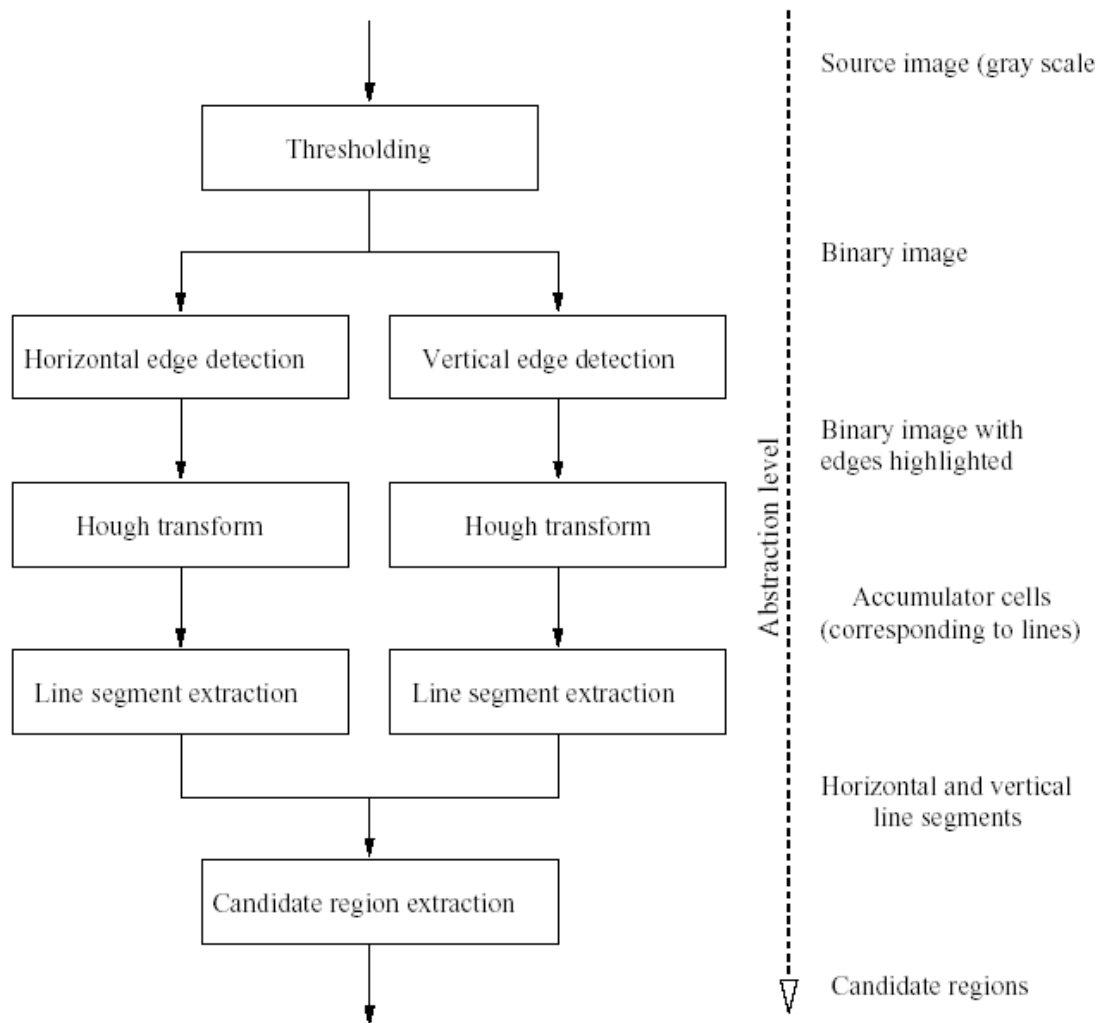 Source image (gray scale
Thresholding
Binary image
Horizontal edge detection
Vertical edge detection
Binary image with
edges highlighted
Hough transform
Hough transform
Abstraction level
Accumulator cells
(corresponding to lines)
Line segment extraction
Line segment extraction
Horizontal and vertical
line segments
Candidate region extraction
Candidate regions